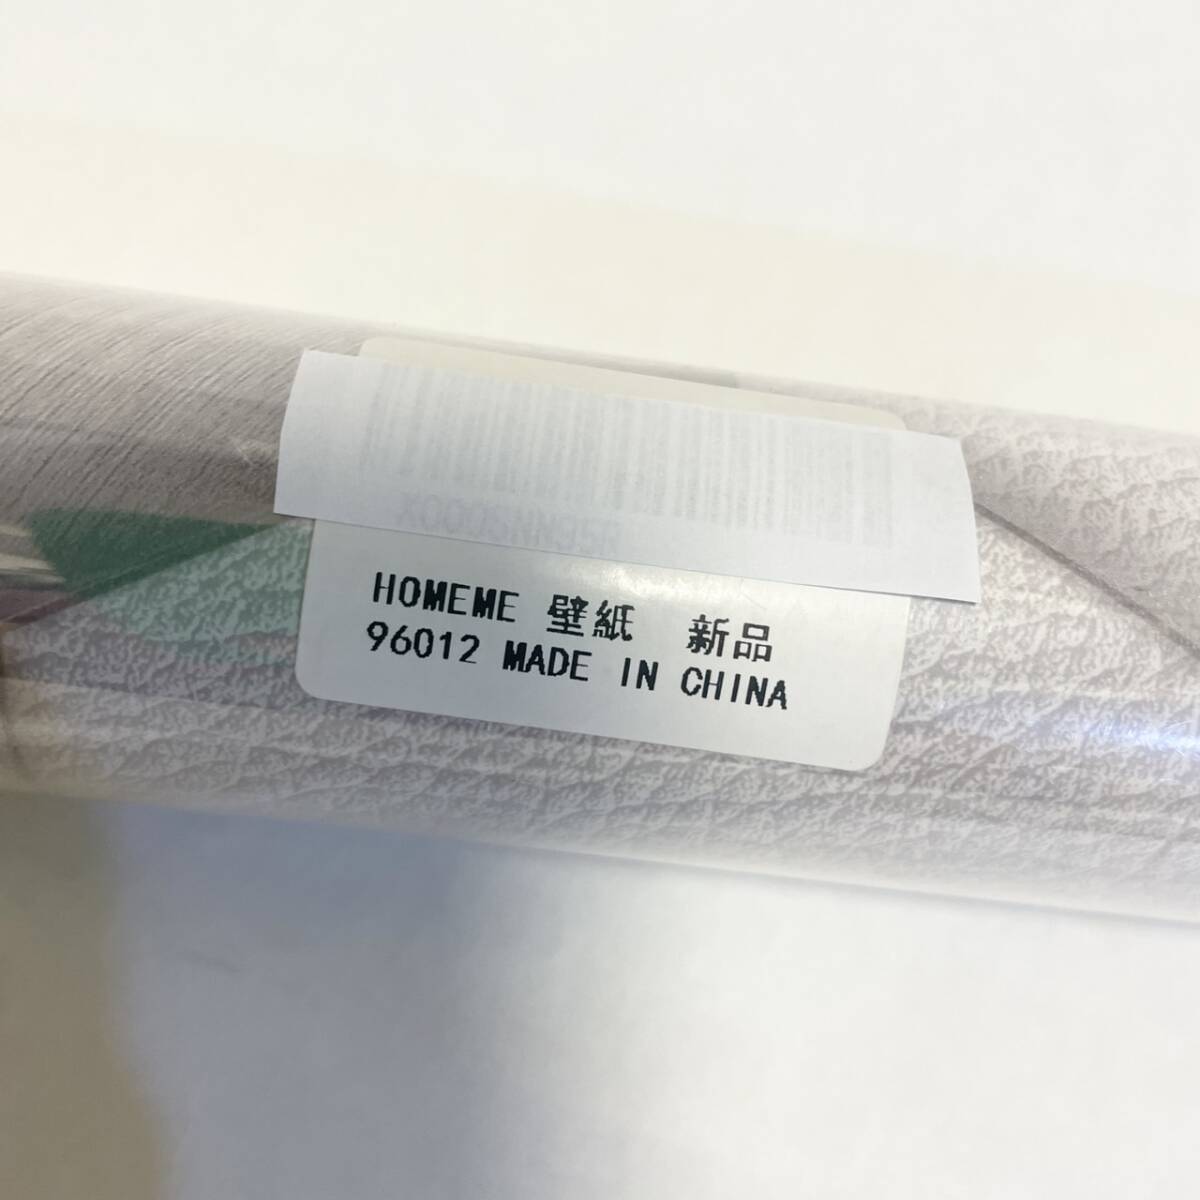 HOMEME 壁紙 新品
96012 MADE IN CHINA